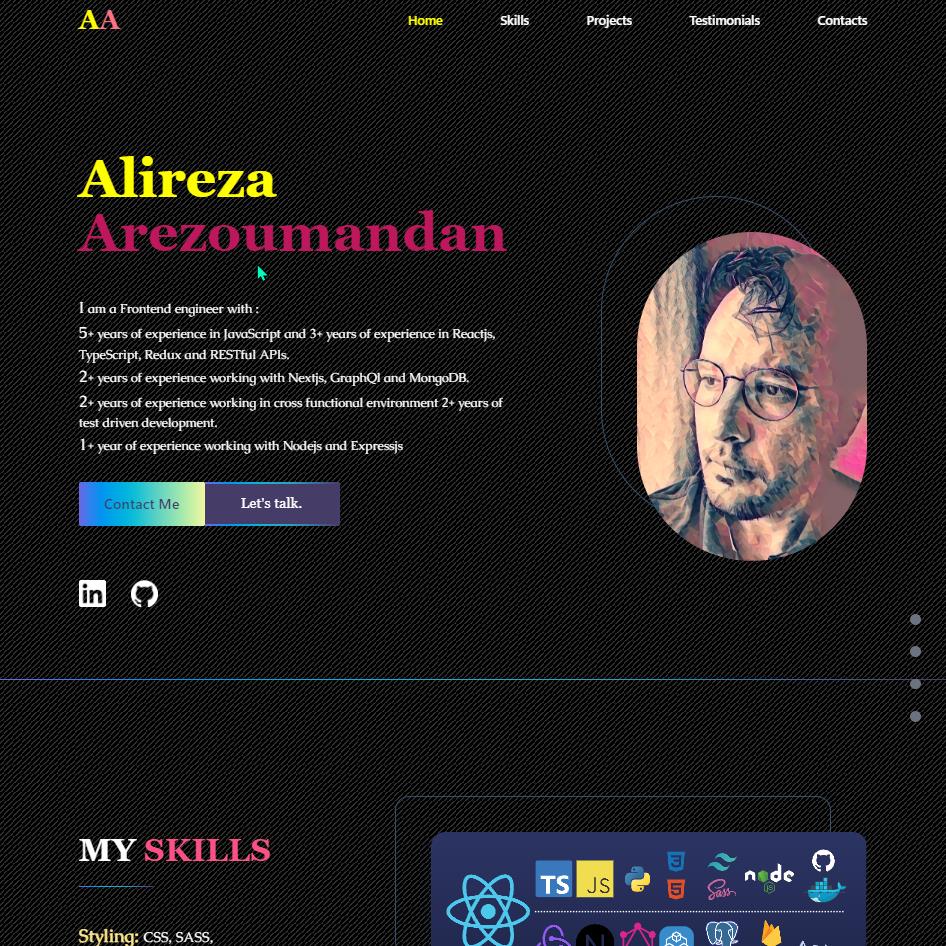 AA
Home Skills Projects Testimonials Contacts
Alireza
Arezoumandan
I am a Frontend engineer with :
5+ years of experience in JavaScript and 3+ years of experience in Reactjs,
TypeScript, Redux and RESTful APIs.
2+ years of experience working with Nextjs, GraphQl and MongoDB.
2+ years of experience working in cross functional environment 2+ years of
test driven development.
1+ year of experience working with Nodejs and Expressjs
Contact Me Let's talk.
in
MY SKILLS
TS JS 3 5 Sass node JS
N
Styling: CSS, SASS,